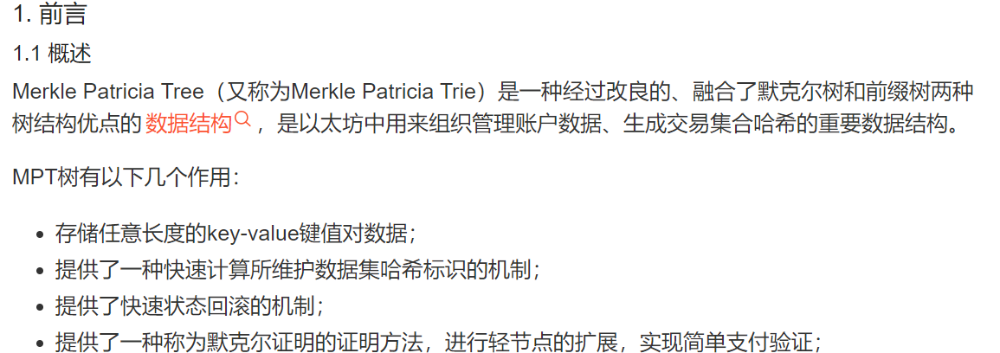 1. 前言
1.1 概述
Merkle Patricia Tree（又称为Merkle Patricia Trie）是一种经过改良的、融合了默克尔树和前缀树两种
树结构优点的 数据结构，是以太坊中用来组织管理账户数据、生成交易集合哈希的重要数据结构。
MPT树有以下几个作用：
• 存储任意长度的key-value键值对数据；
• 提供了一种快速计算所维护数据集哈希标识的机制；
• 提供了快速状态回滚的机制；
• 提供了一种称为默克尔证明的证明方法，进行轻节点的扩展，实现简单支付验证；